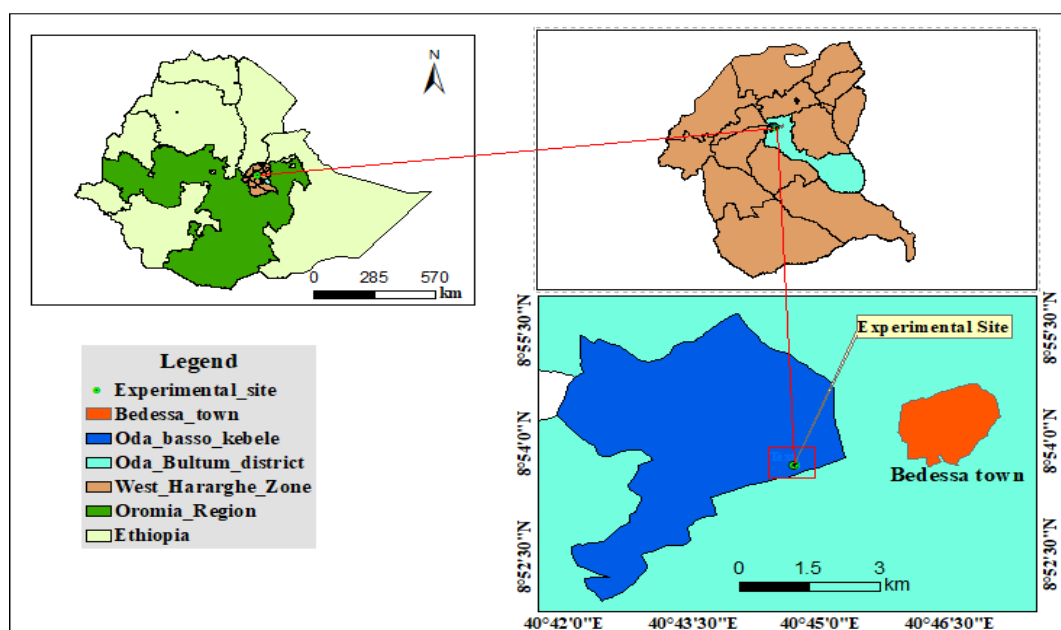 N
0 285 570
km
Legend
Experimental_site
Bedessa_town
Oda_basso_kebele
Oda_Bultum_district
West_Hararghe_Zone
Oromia_Region
Ethiopia
8°55'30"N
8°54'0"N
8°52'30"N
Experimental Site
Bedessa town
0 1.5 3
km
8°55'30"N
8°54'0"N
8°52'30"N
40°42'0"E 40°43'30"E 40°45'0"E 40°46'30"E